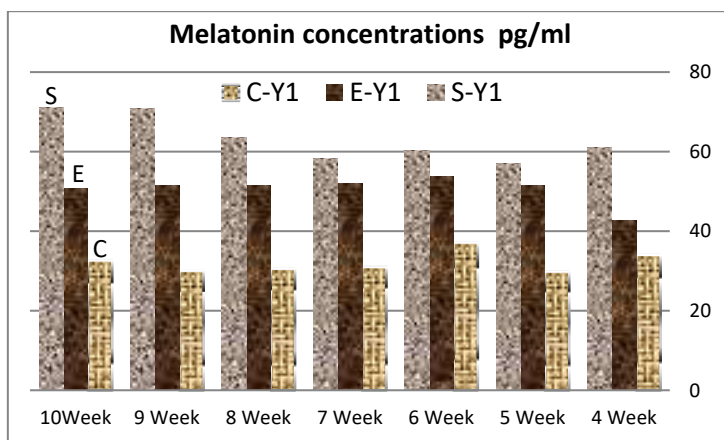 Melatonin concentrations pg/ml
C-Y1 E-Y1 S-Y1
S
E
C
80
60
40
20
0
10Week 9 Week 8 Week 7 Week 6 Week 5 Week 4 Week